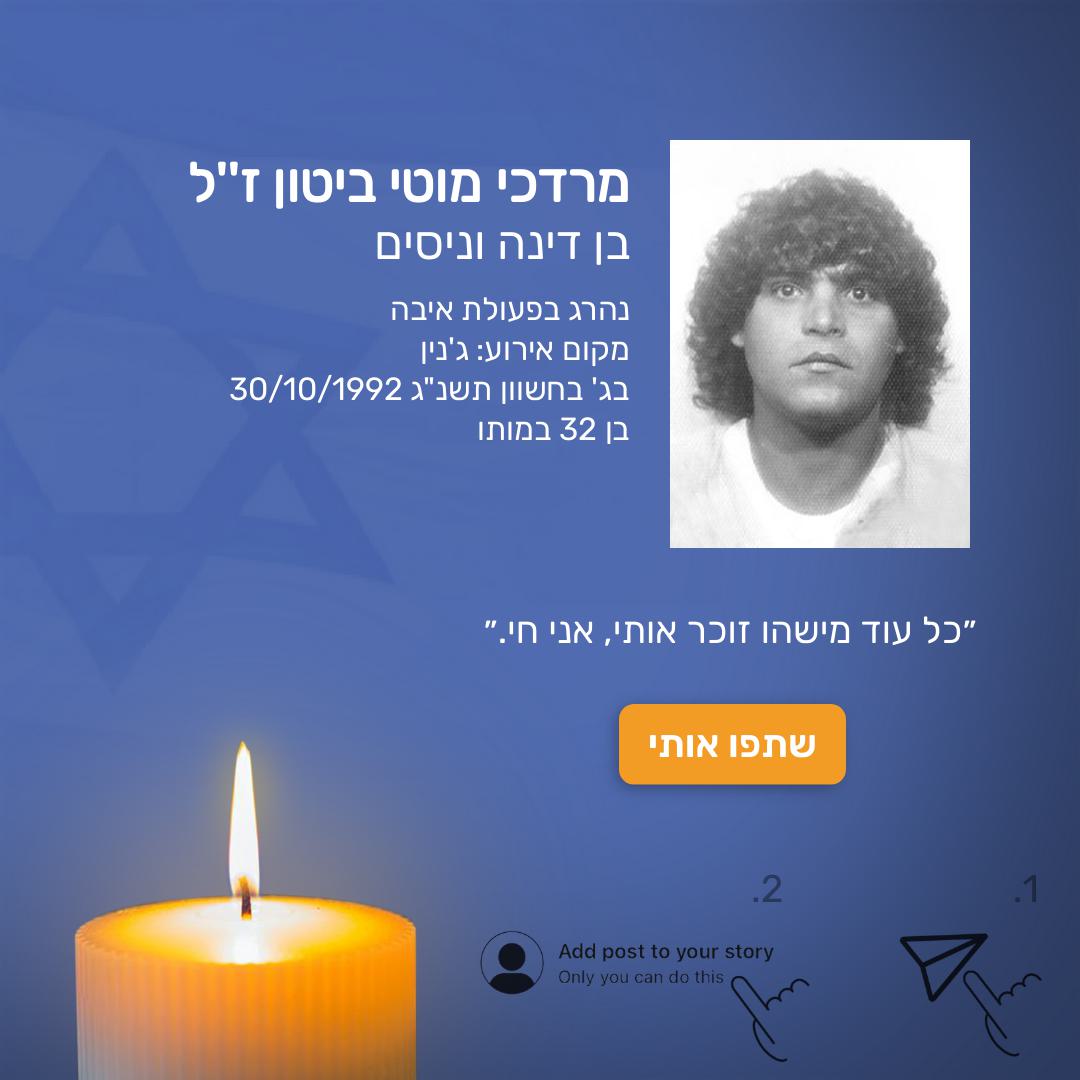 מרדכי מוטי ביטון ז"ל
בן דינה וניסים
נהרג בפעולת איבה
מקום אירוע: ג'נין
בג' בחשוון תשנ"ג 30/10/1992
בן 32 במותו
״כל עוד מישהו זוכר אותי, אני חי.״
שתפו אותי
.1
.2
Add post to your story
Only you can do this